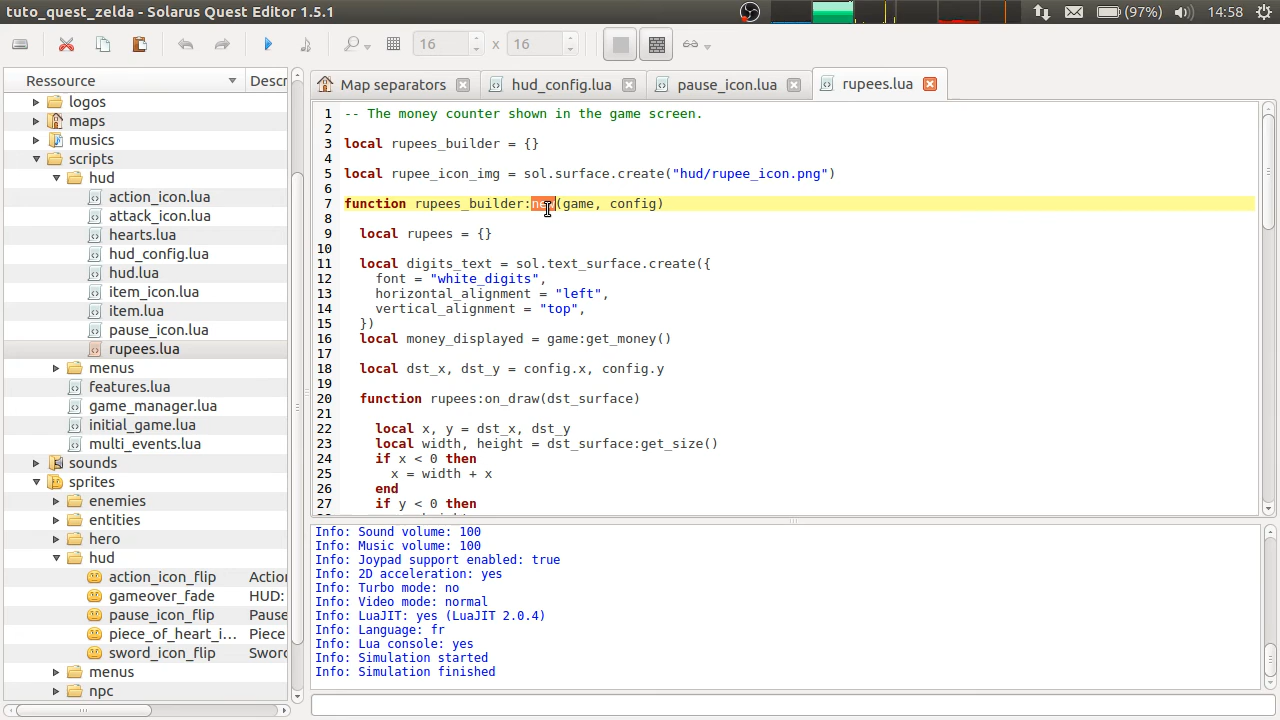 tuto_quest_zelda - Solarus Quest Editor 1.5.1
(97%) 14:58
16 x 16
Ressource Descr
logos
maps
musics
scripts
hud
action_icon.lua
attack_icon.lua
hearts.lua
hud_config.lua
hud.lua
item_icon.lua
item.lua
pause_icon.lua
rupees.lua
menus
features.lua
game_manager.lua
initial_game.lua
multi_events.lua
sounds
sprites
enemies
entities
hero
hud
action_icon_flip Action
gameover_fade HUD:
pause_icon_flip Pause
piece_of_heart_i... Piece
sword_icon_flip Sword
menus
npc
Map separators hud_config.lua pause_icon.lua rupees.lua
1 -- The money counter shown in the game screen.
2
3 local rupees_builder = {}
4
5 local rupee_icon_img = sol.surface.create("hud/rupee_icon.png")
6
7 function rupees_builder:new(game, config)
8
9 local rupees = {}
10
11 local digits_text = sol.text_surface.create({
12 font = "white_digits",
13 horizontal_alignment = "left",
14 vertical_alignment = "top",
15 })
16 local money_displayed = game:get_money()
17
18 local dst_x, dst_y = config.x, config.y
19
20 function rupees:on_draw(dst_surface)
21
22 local x, y = dst_x, dst_y
23 local width, height = dst_surface:get_size()
24 if x < 0 then
25 x = width + x
26 end
27 if y < 0 then
Info: Sound volume: 100
Info: Music volume: 100
Info: Joypad support enabled: true
Info: 2D acceleration: yes
Info: Turbo mode: no
Info: Video mode: normal
Info: LuaJIT: yes (LuaJIT 2.0.4)
Info: Language: fr
Info: Lua console: yes
Info: Simulation started
Info: Simulation finished